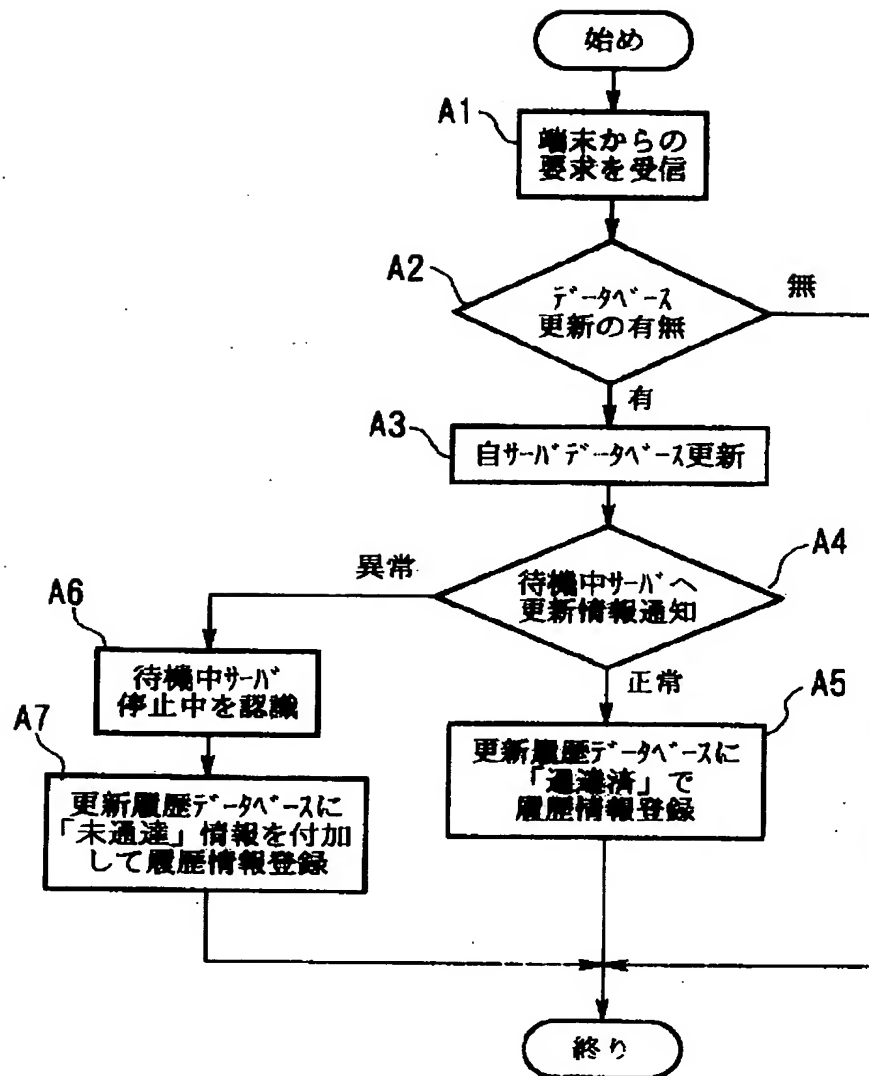 始め
A1
端末からの
要求を受信
A2
データベース
更新の有無
無
有
A3
自サーバデータベース更新
A4
待機中サーバへ
更新情報通知
異常
正常
A6
待機中サーバ
停止中を認識
A5
更新履歴データベースに
「通達済」で
履歴情報登録
A7
更新履歴データベースに
「未通達」情報を付加
して履歴情報登録
終り